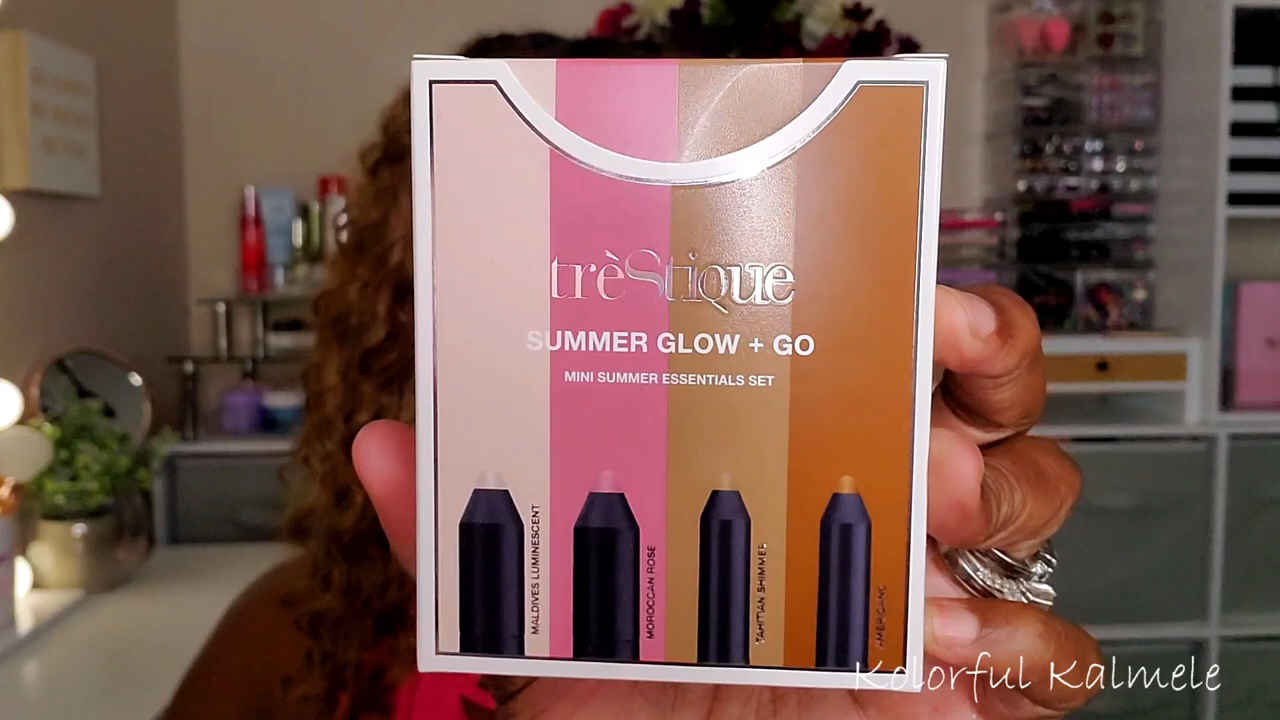 trèStique
SUMMER GLOW + GO
MINI SUMMER ESSENTIALS SET
MALDIVES LUMINESCENT
MOROCCAN ROSE
TAHITIAN SHIMMER
Kolorful Kalmele